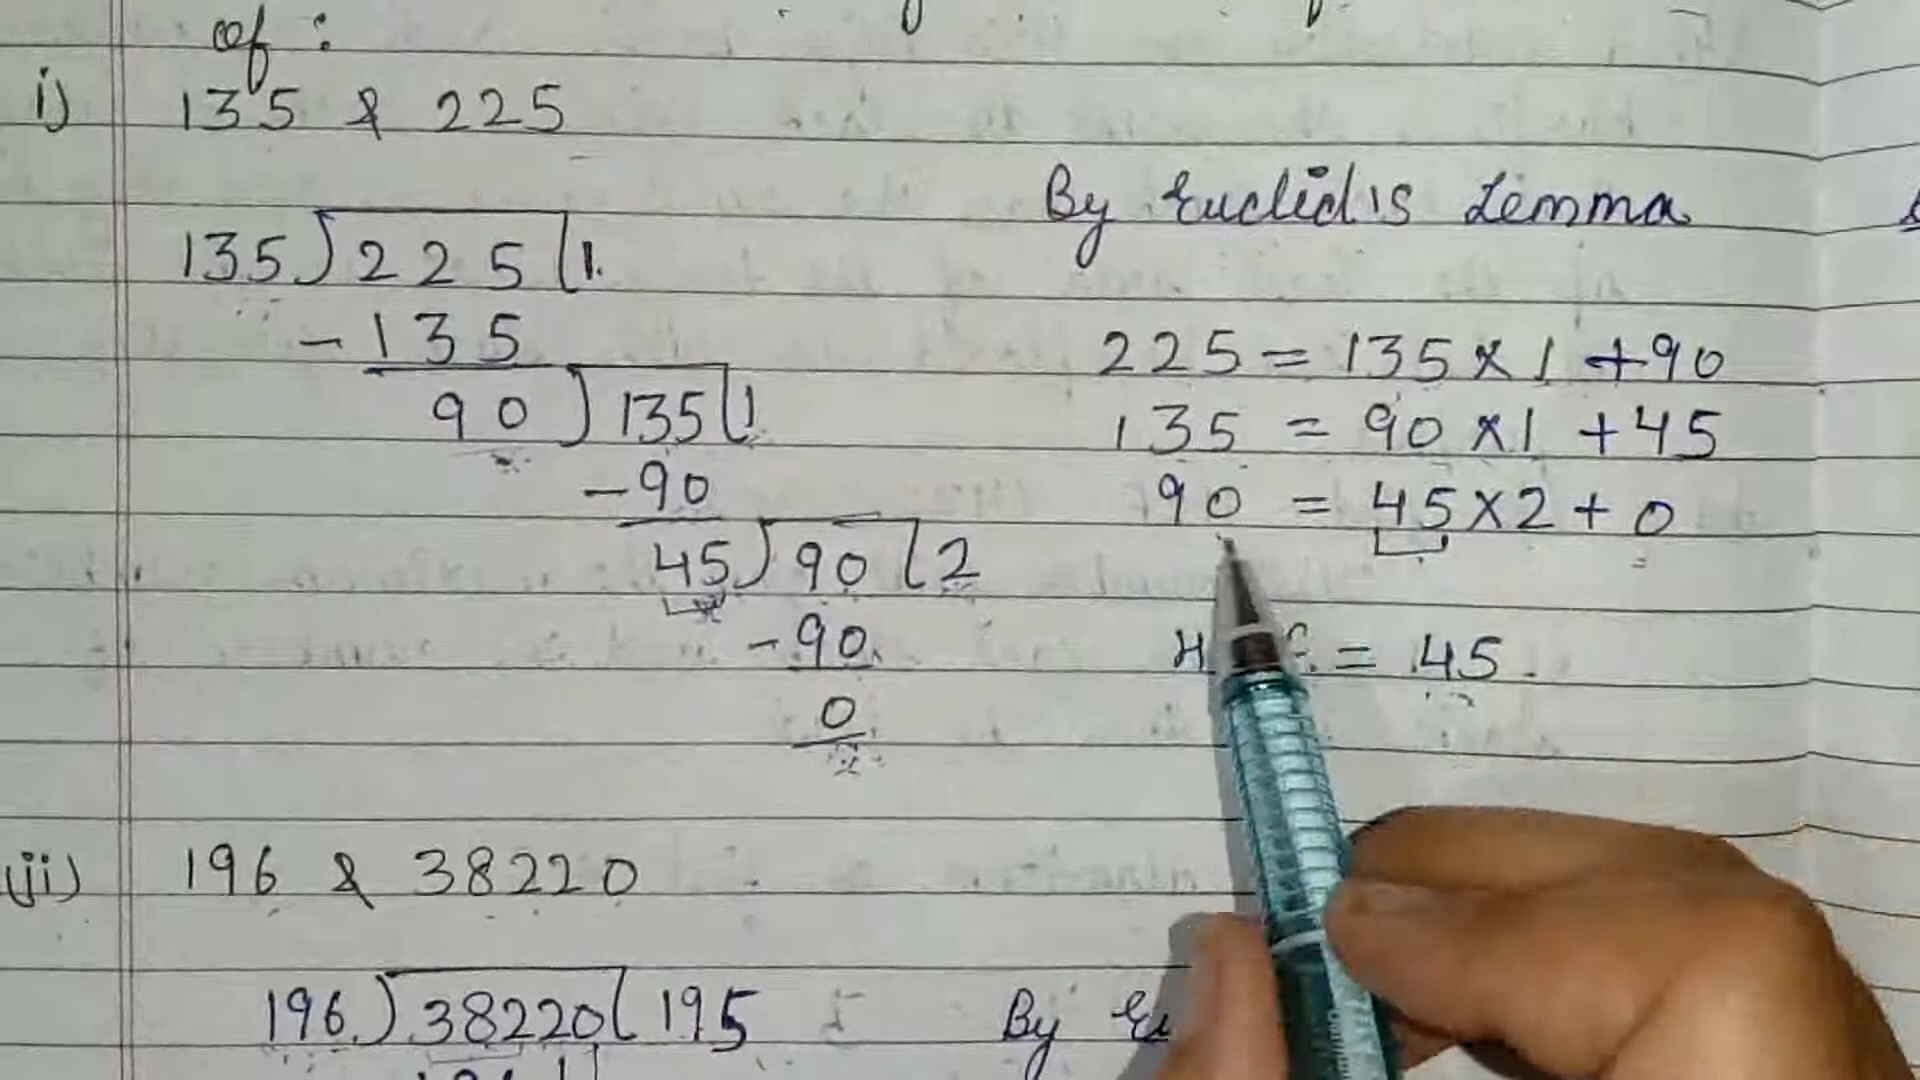 of :
i) 135 & 225
By Euclid's Lemma
135)225(1.
-135
90)135(1
-90
45)90(2
-90
0
225 = 135 × 1 + 90
135 = 90 × 1 + 45
90 = 45 × 2 + 0
= 45.
(ii) 196 & 38220
196)38220(195
By